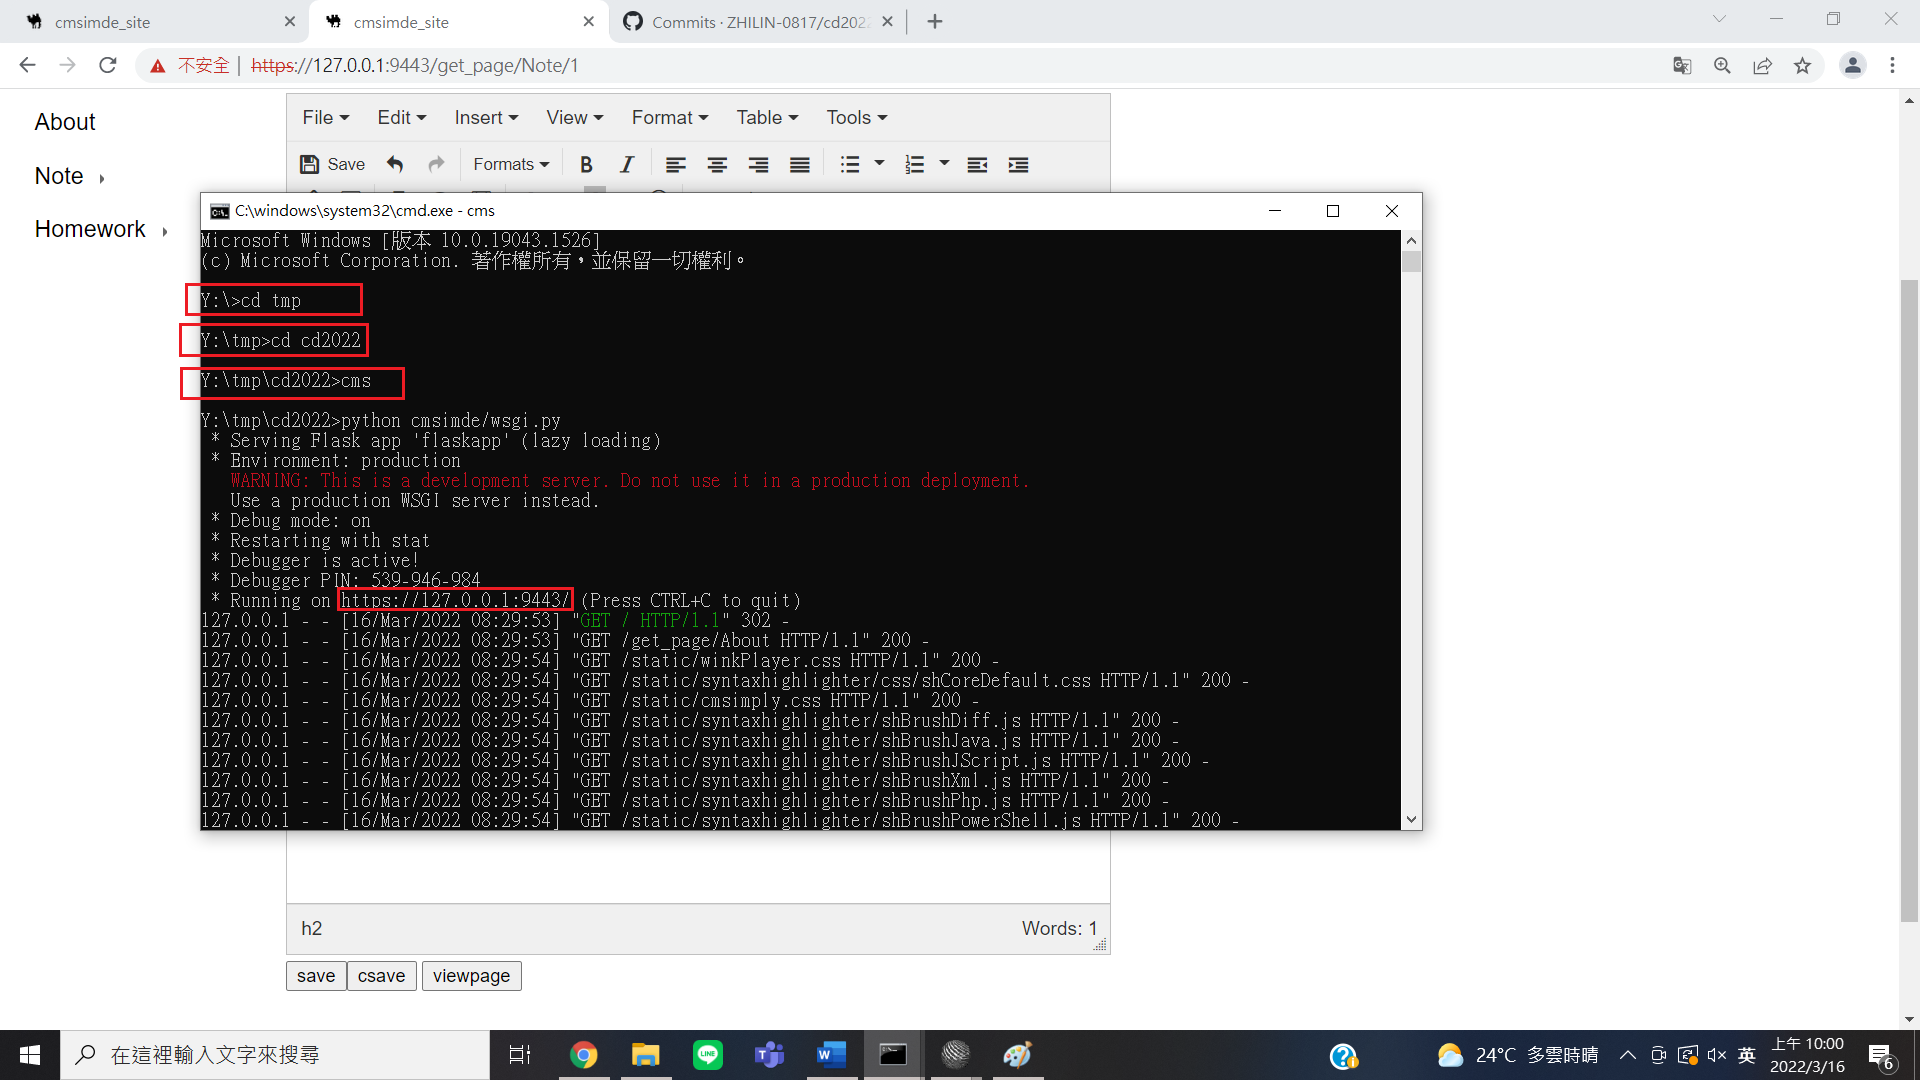 cmsimde_site
cmsimde_site
Commits · ZHILIN-0817/cd202
不安全 | https://127.0.0.1:9443/get_page/Note/1
About
Note
Homework
File Edit Insert View Format Table Tools
Save Formats B I
C:\windows\system32\cmd.exe - cms
Microsoft Windows [版本 10.0.19043.1526]
(c) Microsoft Corporation. 著作權所有，並保留一切權利。
Y:\>cd tmp
Y:\tmp>cd cd2022
Y:\tmp\cd2022>cms
Y:\tmp\cd2022>python cmsimde/wsgi.py
* Serving Flask app 'flaskapp' (lazy loading)
* Environment: production
WARNING: This is a development server. Do not use it in a production deployment.
Use a production WSGI server instead.
* Debug mode: on
* Restarting with stat
* Debugger is active!
* Debugger PIN: 539-946-984
* Running on https://127.0.0.1:9443/ (Press CTRL+C to quit)
127.0.0.1 - - [16/Mar/2022 08:29:53] "GET / HTTP/1.1" 302 -
127.0.0.1 - - [16/Mar/2022 08:29:53] "GET /get_page/About HTTP/1.1" 200 -
127.0.0.1 - - [16/Mar/2022 08:29:54] "GET /static/winkPlayer.css HTTP/1.1" 200 -
127.0.0.1 - - [16/Mar/2022 08:29:54] "GET /static/syntaxhighlighter/css/shCoreDefault.css HTTP/1.1" 200 -
127.0.0.1 - - [16/Mar/2022 08:29:54] "GET /static/cmsimply.css HTTP/1.1" 200 -
127.0.0.1 - - [16/Mar/2022 08:29:54] "GET /static/syntaxhighlighter/shBrushDiff.js HTTP/1.1" 200 -
127.0.0.1 - - [16/Mar/2022 08:29:54] "GET /static/syntaxhighlighter/shBrushJava.js HTTP/1.1" 200 -
127.0.0.1 - - [16/Mar/2022 08:29:54] "GET /static/syntaxhighlighter/shBrushJScript.js HTTP/1.1" 200 -
127.0.0.1 - - [16/Mar/2022 08:29:54] "GET /static/syntaxhighlighter/shBrushXml.js HTTP/1.1" 200 -
127.0.0.1 - - [16/Mar/2022 08:29:54] "GET /static/syntaxhighlighter/shBrushPhp.js HTTP/1.1" 200 -
127.0.0.1 - - [16/Mar/2022 08:29:54] "GET /static/syntaxhighlighter/shBrushPowerShell.js HTTP/1.1" 200 -
h2 Words: 1
save csave viewpage
在這裡輸入文字來搜尋
LINE
24°C 多雲時晴
英
上午 10:00
2022/3/16
6